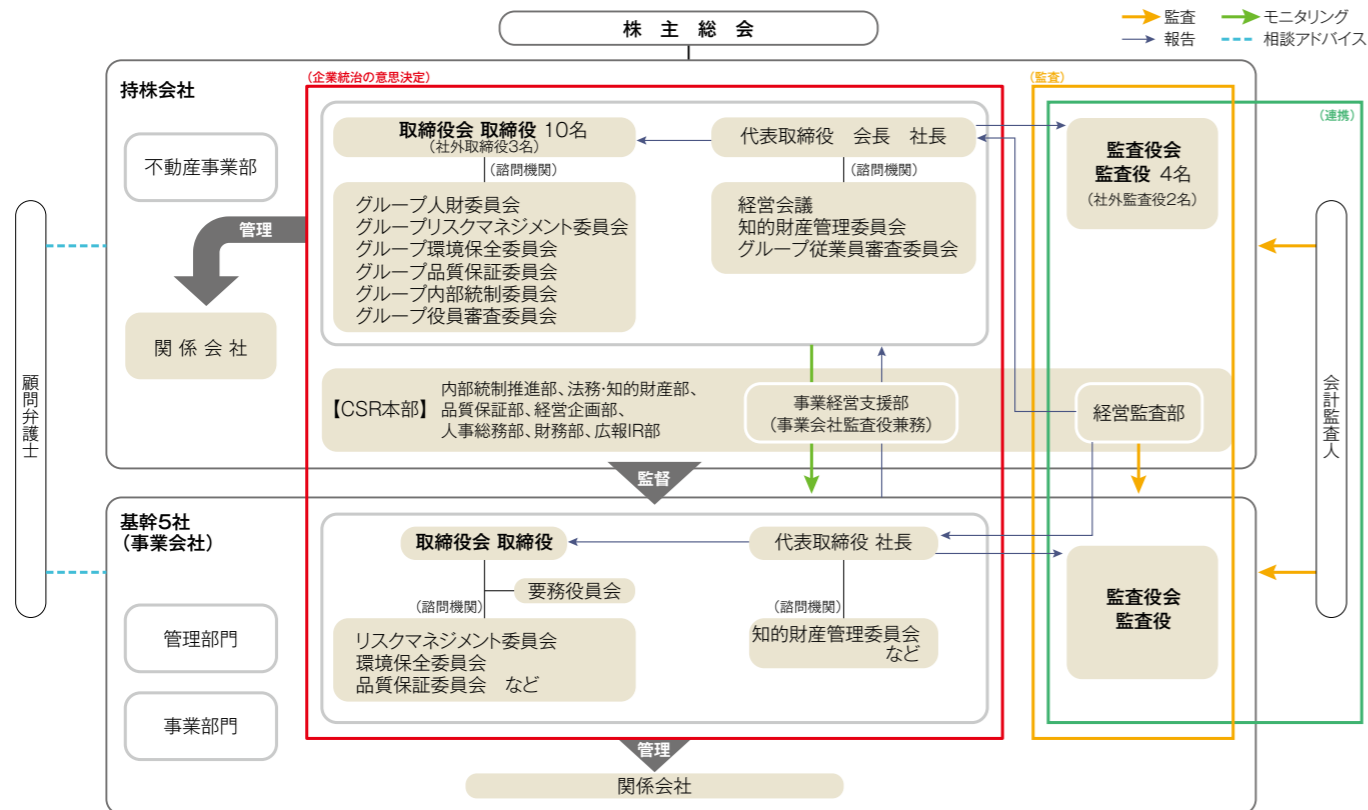 株主総会
監査
モニタリング
報告
相談アドバイス
(企業統治の意思決定)
(監査)
(連携)
持株会社
不動産事業部
管理
関係会社
取締役会 取締役 10名
(社外取締役3名)
(諮問機関)
グループ人財委員会
グループリスクマネジメント委員会
グループ環境保全委員会
グループ品質保証委員会
グループ内部統制委員会
グループ役員審査委員会
代表取締役 会長 社長
(諮問機関)
経営会議
知的財産管理委員会
グループ従業員審査委員会
監査役会
監査役 4名
(社外監査役2名)
顧問弁護士
会計監査人
【CSR本部】
内部統制推進部、法務・知的財産部、
品質保証部、経営企画部、
人事総務部、財務部、広報IR部
事業経営支援部
(事業会社監査役兼務)
経営監査部
監督
基幹5社
(事業会社)
管理部門
事業部門
取締役会 取締役
要務役員会
(諮問機関)
リスクマネジメント委員会
環境保全委員会
品質保証委員会 など
代表取締役 社長
(諮問機関)
知的財産管理委員会
など
監査役会
監査役
管理
関係会社